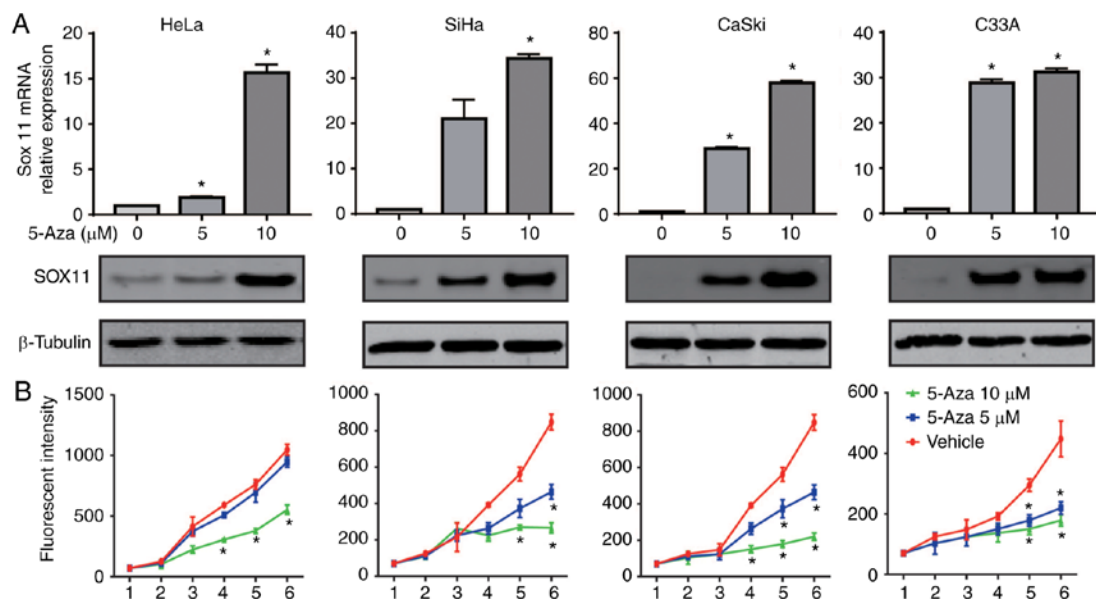 A
HeLa
SiHa
CaSki
C33A
Sox 11 mRNA
relative expression
20
15
10
5
0
40
30
20
10
0
80
60
40
20
0
40
30
20
10
0
* *
*
* *
* *
5-Aza (μM) 0 5 10
0 5 10
0 5 10
0 5 10
SOX11
β-Tubulin
B
Fluorescent intensity
1500
1000
500
0
1000
800
600
400
200
0
1000
800
600
400
200
0
600
400
200
0
5-Aza 10 μM
5-Aza 5 μM
Vehicle
* * *
* * *
* * * * *
* * * *
1 2 3 4 5 6
1 2 3 4 5 6
1 2 3 4 5 6
1 2 3 4 5 6